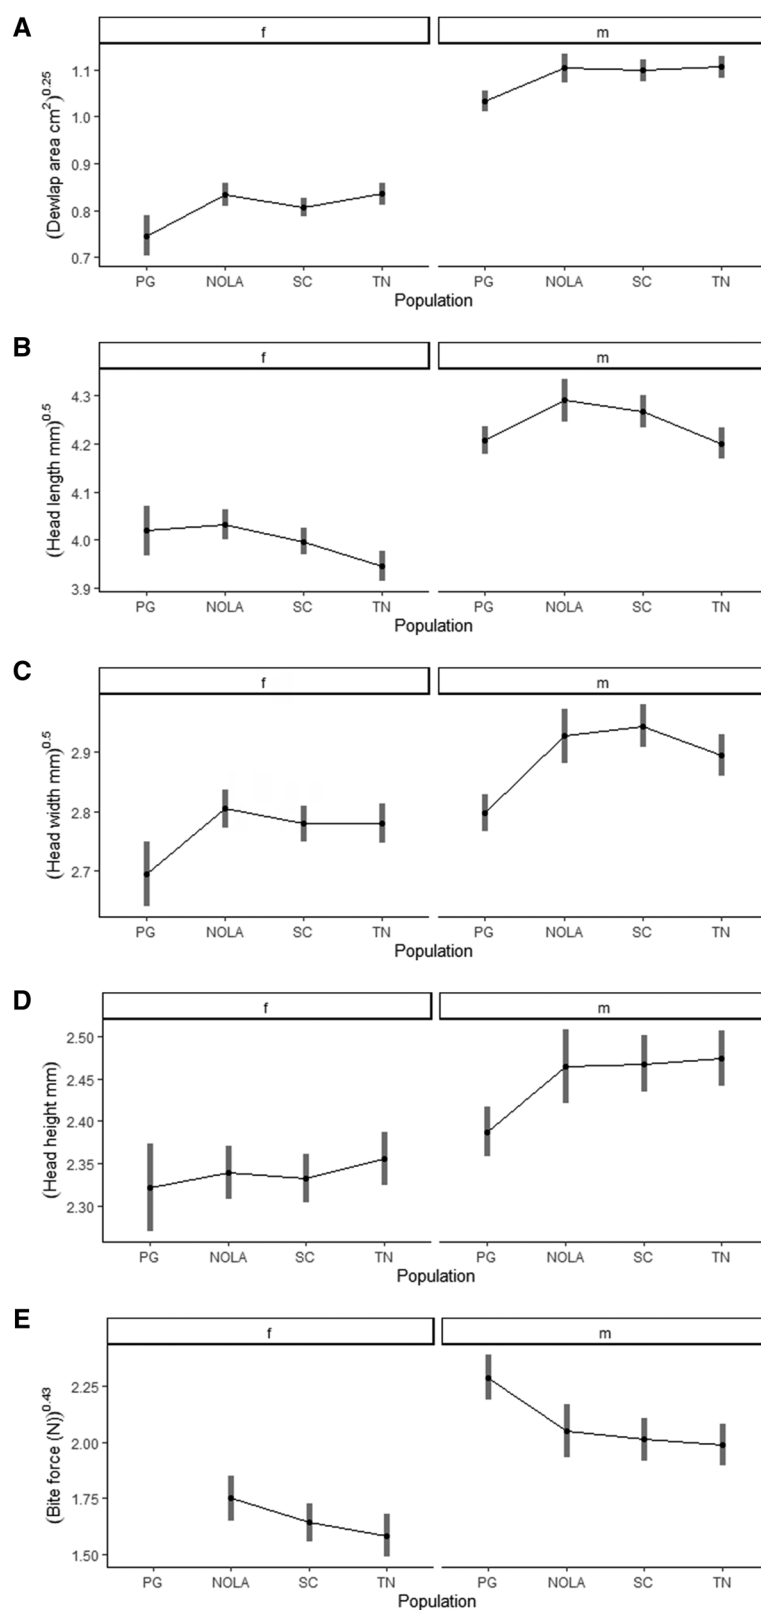 A
f m
(Dewlap area cm²)^0.25
1.1
1.0
0.9
0.8
0.7
PG NOLA SC TN PG NOLA SC TN
Population
B
f m
(Head length mm)^0.5
4.3
4.2
4.1
4.0
3.9
PG NOLA SC TN PG NOLA SC TN
Population
C
f m
(Head width mm)^0.5
2.9
2.8
2.7
PG NOLA SC TN PG NOLA SC TN
Population
D
f m
(Head height mm)
2.50
2.45
2.40
2.35
2.30
PG NOLA SC TN PG NOLA SC TN
Population
E
f m
(Bite force (N))^0.43
2.25
2.00
1.75
1.50
PG NOLA SC TN PG NOLA SC TN
Population